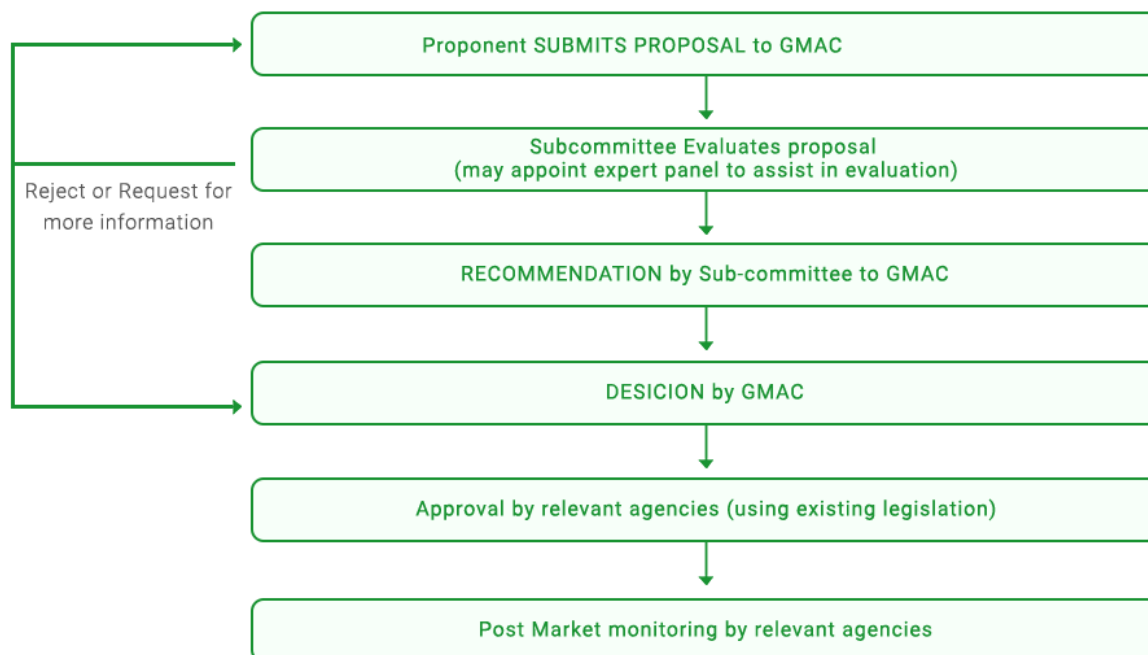 Proponent SUBMITS PROPOSAL to GMAC
Subcommittee Evaluates proposal
(may appoint expert panel to assist in evaluation)
Reject or Request for
more information
RECOMMENDATION by Sub-committee to GMAC
DESICION by GMAC
Approval by relevant agencies (using existing legislation)
Post Market monitoring by relevant agencies